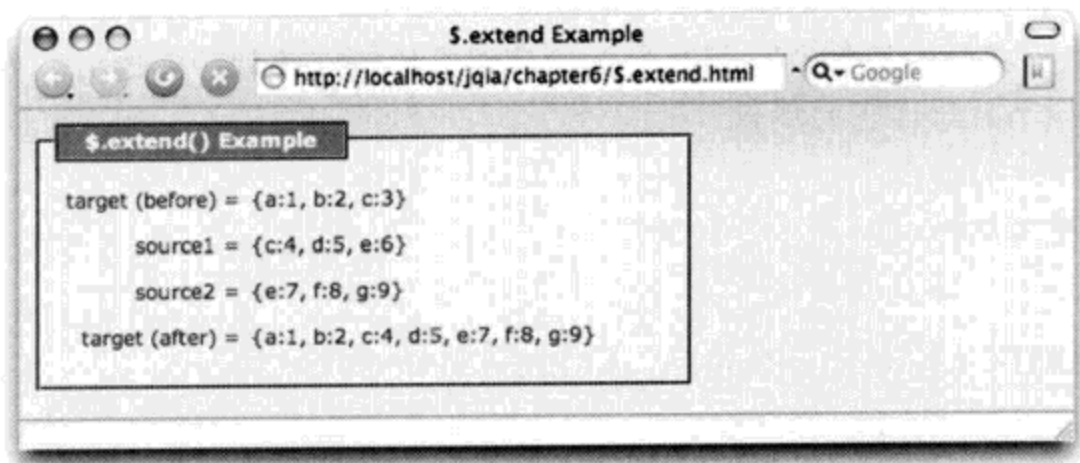 $.extend Example
http://localhost/jqia/chapter6/$.extend.html
Google
$.extend() Example
target (before) = {a:1, b:2, c:3}
source1 = {c:4, d:5, e:6}
source2 = {e:7, f:8, g:9}
target (after) = {a:1, b:2, c:4, d:5, e:7, f:8, g:9}